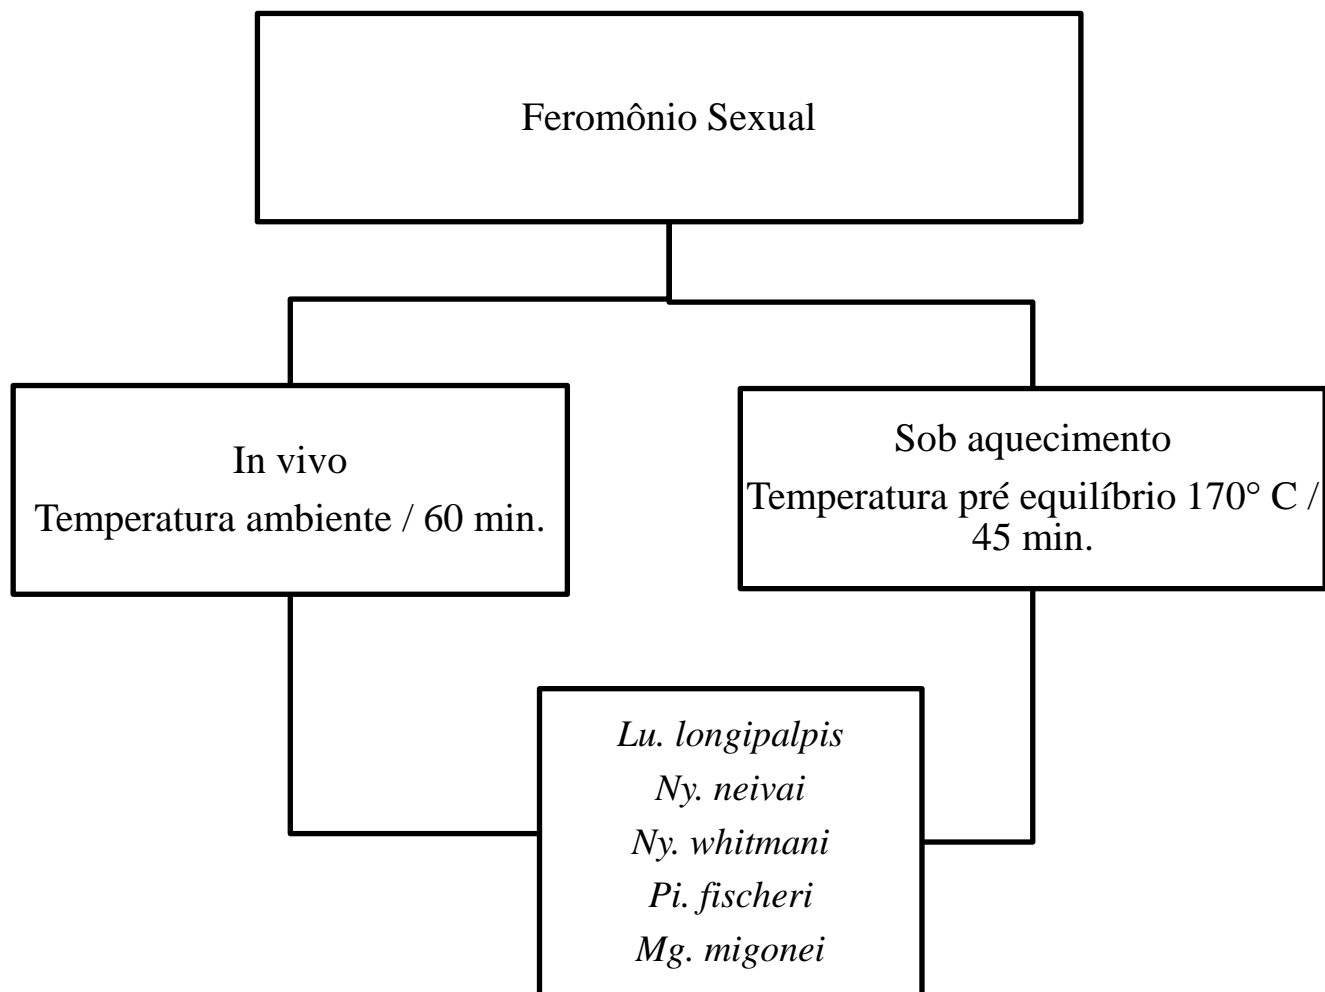 Feromônio Sexual
In vivo
Temperatura ambiente / 60 min.
Sob aquecimento
Temperatura pré equilíbrio 170° C /
45 min.
Lu. longipalpis
Ny. neivai
Ny. whitmani
Pi. fischeri
Mg. migonei